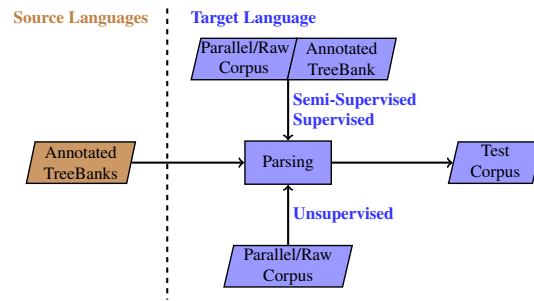 Source Languages
Target Language
Parallel/Raw
Corpus
Annotated
TreeBank
Semi-Supervised
Supervised
Annotated
TreeBanks
Parsing
Test
Corpus
Unsupervised
Parallel/Raw
Corpus